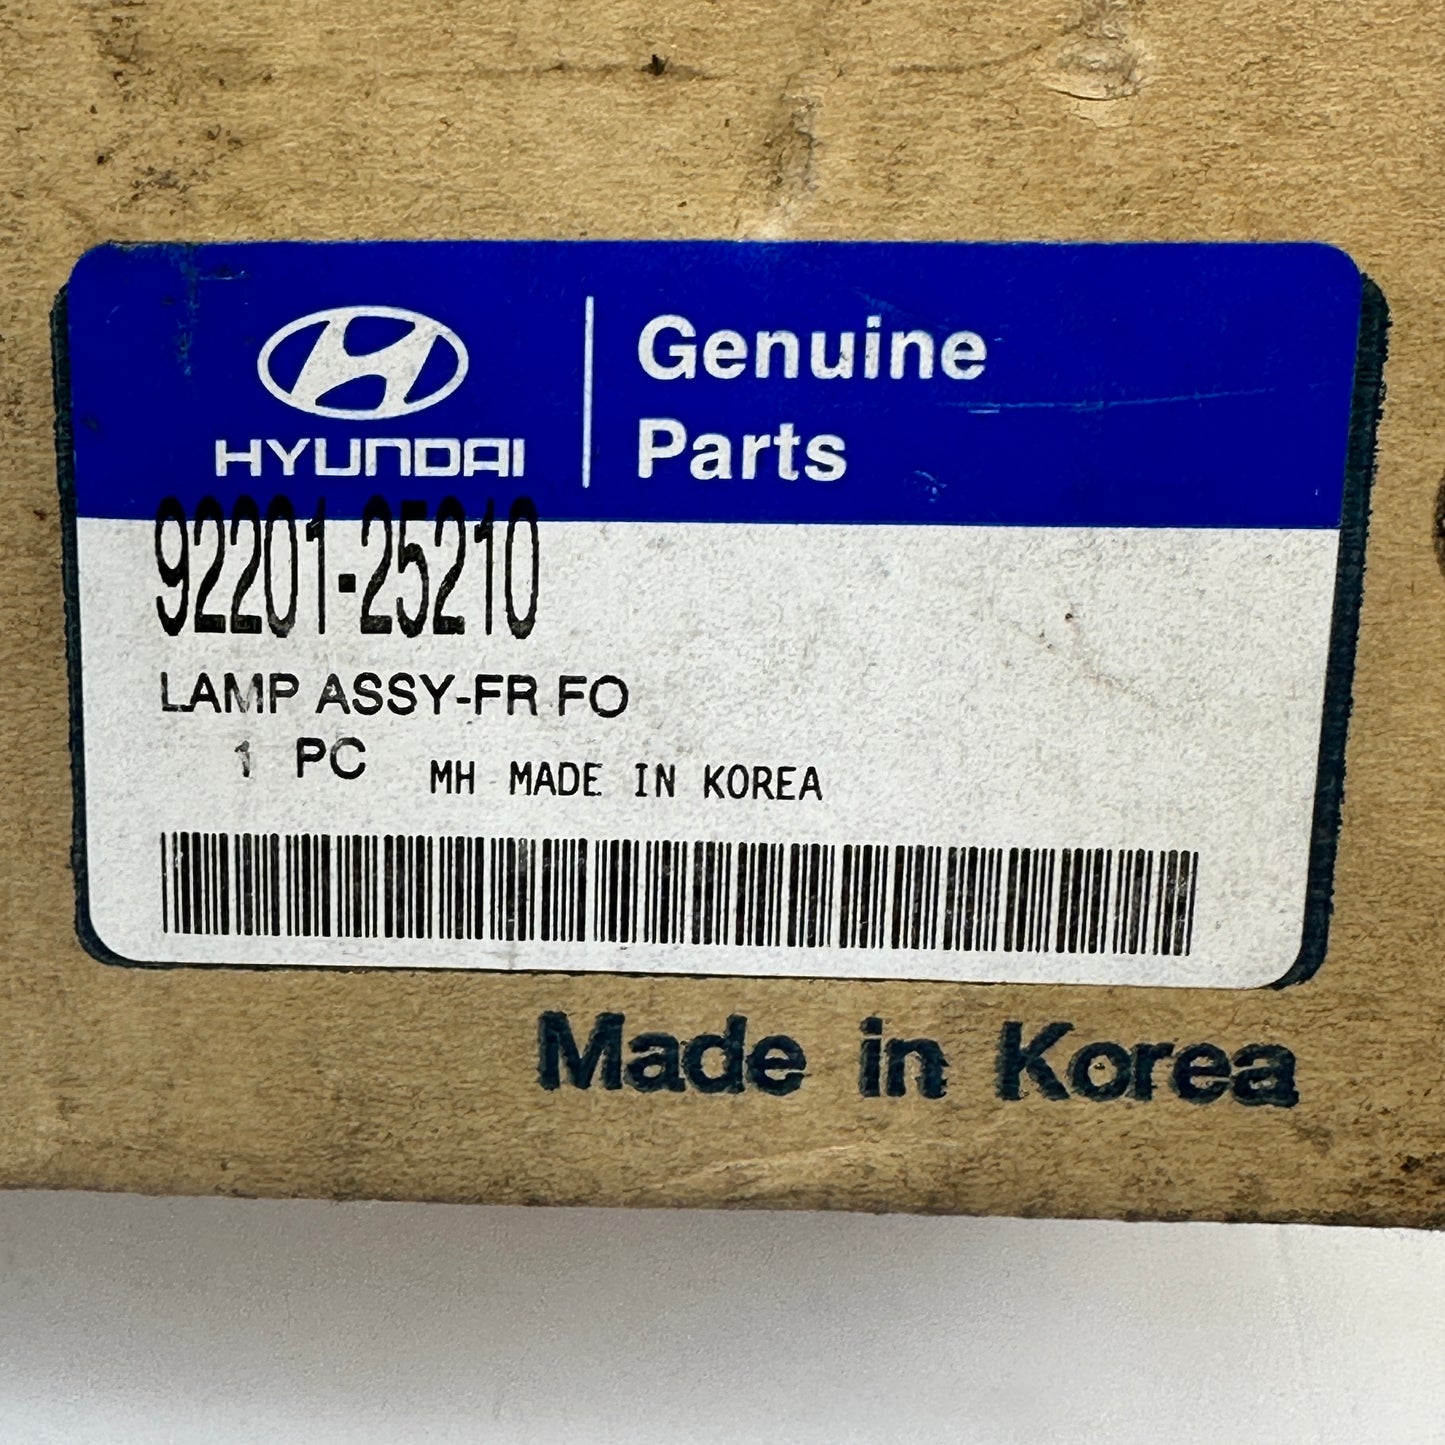 HYUNDAI
Genuine
Parts
92201-25210
LAMP ASSY-FR FO
1 PC MH MADE IN KOREA
Made in Korea